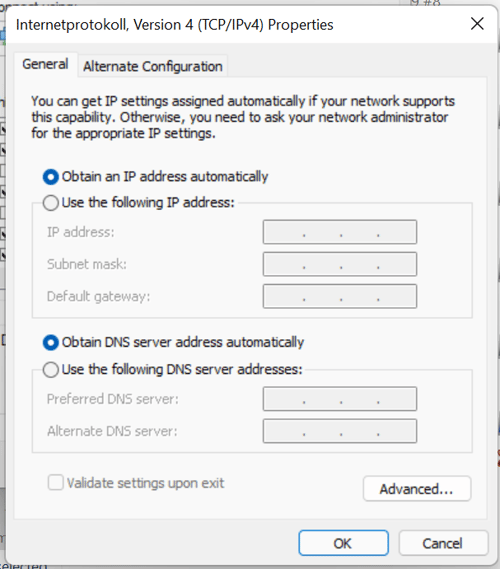 Internetprotokoll, Version 4 (TCP/IPv4) Properties
General
Alternate Configuration
You can get IP settings assigned automatically if your network supports
this capability. Otherwise, you need to ask your network administrator
for the appropriate IP settings.
Obtain an IP address automatically
Use the following IP address:
IP address:
Subnet mask:
Default gateway:
Obtain DNS server address automatically
Use the following DNS server addresses:
Preferred DNS server:
Alternate DNS server:
Validate settings upon exit
Advanced...
OK
Cancel